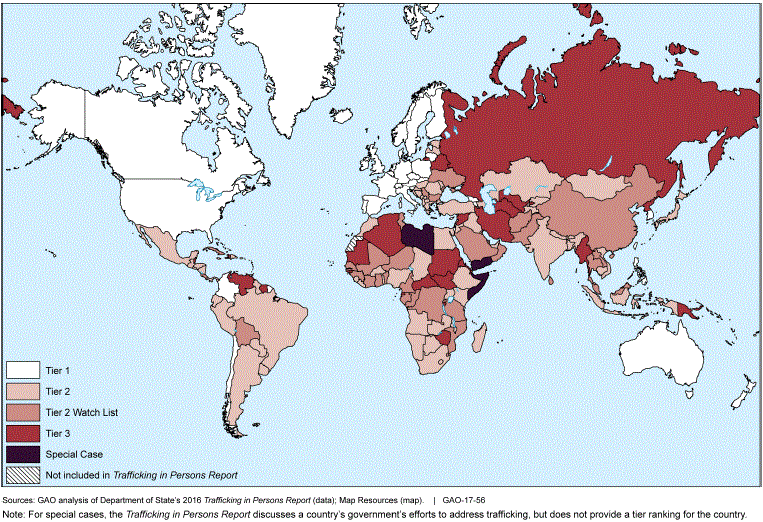 Tier 1
Tier 2
Tier 2 Watch List
Tier 3
Special Case
Not included in Trafficking in Persons Report
Sources: GAO analysis of Department of State's 2016 Trafficking in Persons Report (data); Map Resources (map). | GAO-17-56
Note: For special cases, the Trafficking in Persons Report discusses a country's government's efforts to address trafficking, but does not provide a tier ranking for the country.